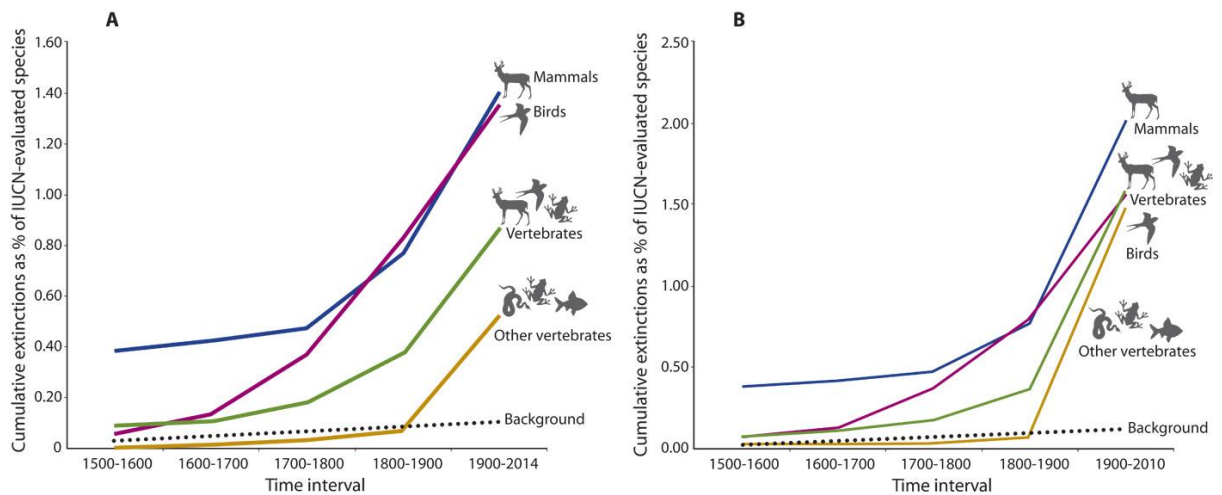 A
Cumulative extinctions as % of IUCN-evaluated species
1.60
1.40
1.20
1.00
0.80
0.60
0.40
0.20
0
Mammals
Birds
Vertebrates
Other vertebrates
Background
1500-1600 1600-1700 1700-1800 1800-1900 1900-2014
Time interval
B
Cumulative extinctions as % of IUCN-evaluated species
2.50
2.00
1.50
1.00
0.50
0.00
Mammals
Vertebrates
Birds
Other vertebrates
Background
1500-1600 1600-1700 1700-1800 1800-1900 1900-2010
Time interval